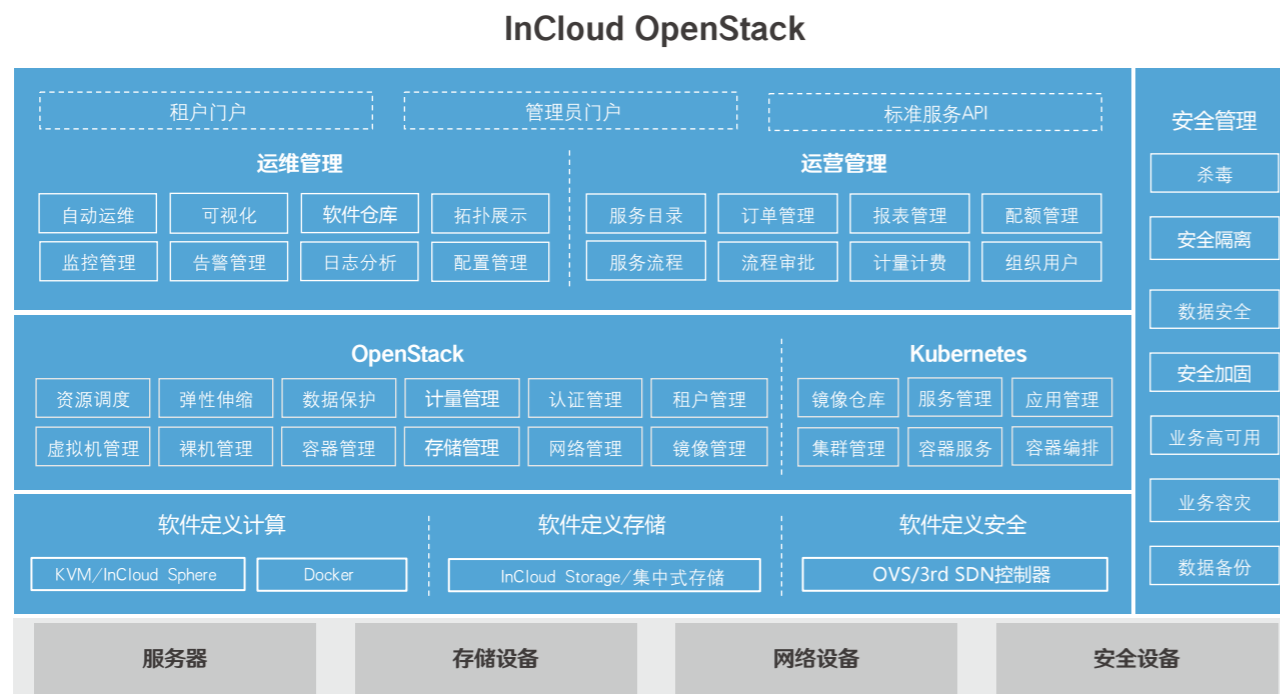 InCloud OpenStack
租户门户
管理员门户
标准服务API
运维管理
运营管理
自动运维
可视化
软件仓库
拓扑展示
服务目录
订单管理
报表管理
配额管理
监控管理
告警管理
日志分析
配置管理
服务流程
流程审批
计量计费
组织用户
OpenStack
Kubernetes
资源调度
弹性伸缩
数据保护
计量管理
认证管理
租户管理
镜像仓库
服务管理
应用管理
虚拟机管理
裸机管理
容器管理
存储管理
网络管理
镜像管理
集群管理
容器服务
容器编排
软件定义计算
软件定义存储
软件定义安全
KVM/InCloud Sphere
Docker
InCloud Storage/集中式存储
OVS/3rd SDN控制器
安全管理
杀毒
安全隔离
数据安全
安全加固
业务高可用
业务容灾
数据备份
服务器
存储设备
网络设备
安全设备